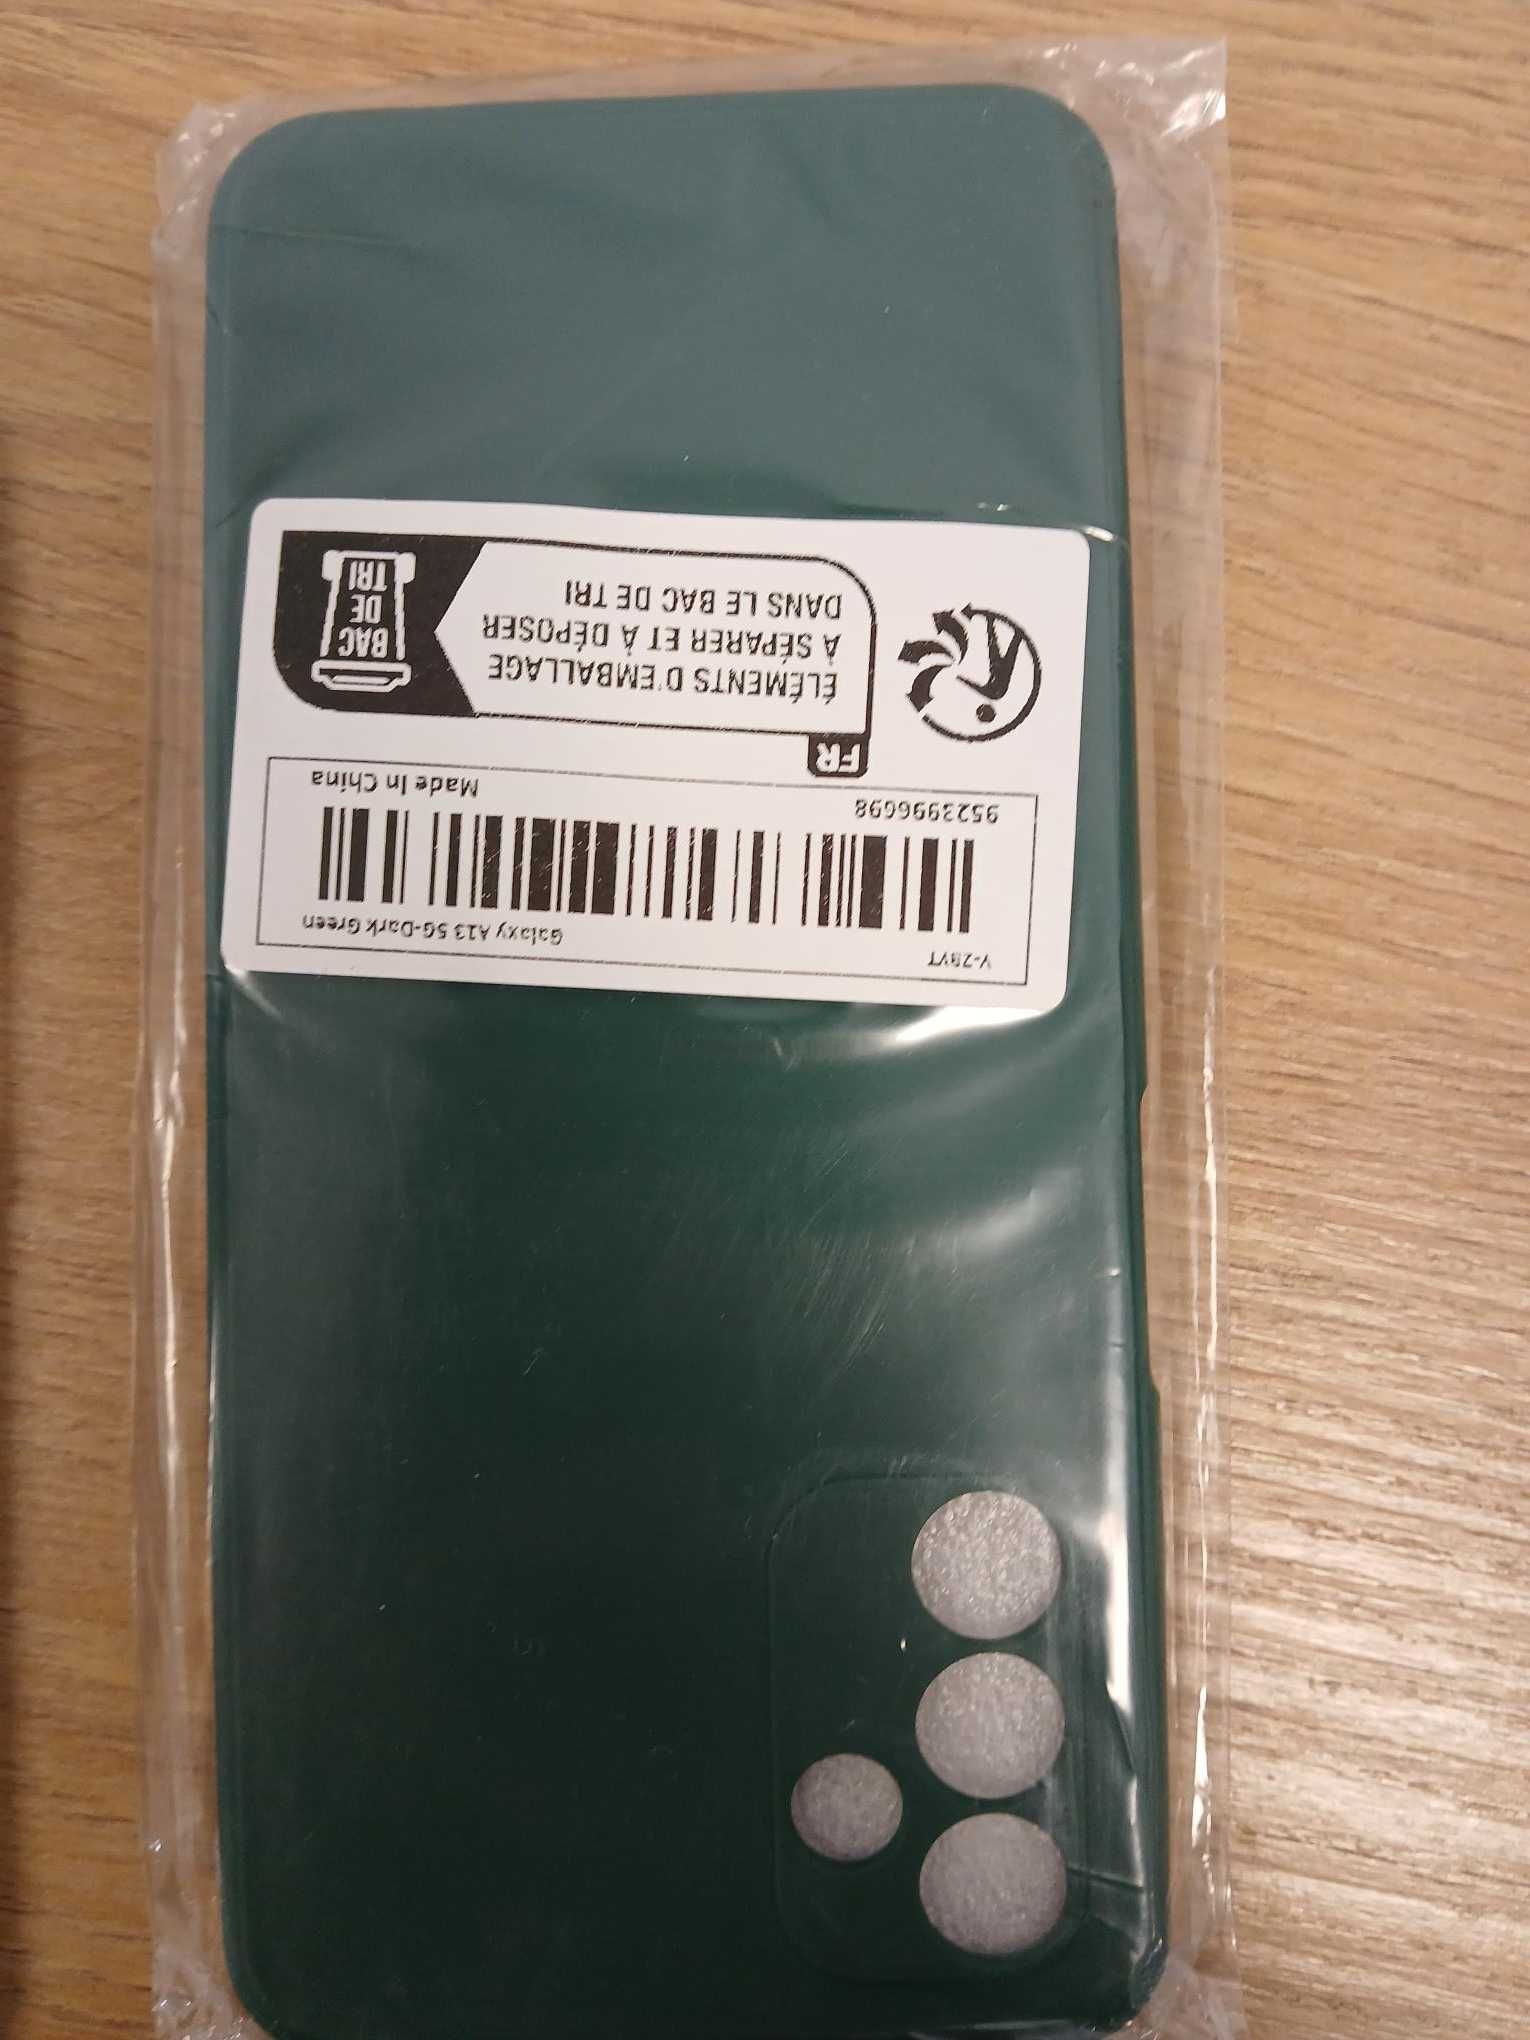 Y-ZBVT
Galaxy A13 5G-Dark Green
9523996698
Made In China
FR
ÉLÉMENTS D'EMBALLAGE
À SÉPARER ET À DÉPOSER
DANS LE BAC DE TRI
BAC
DE
TRI